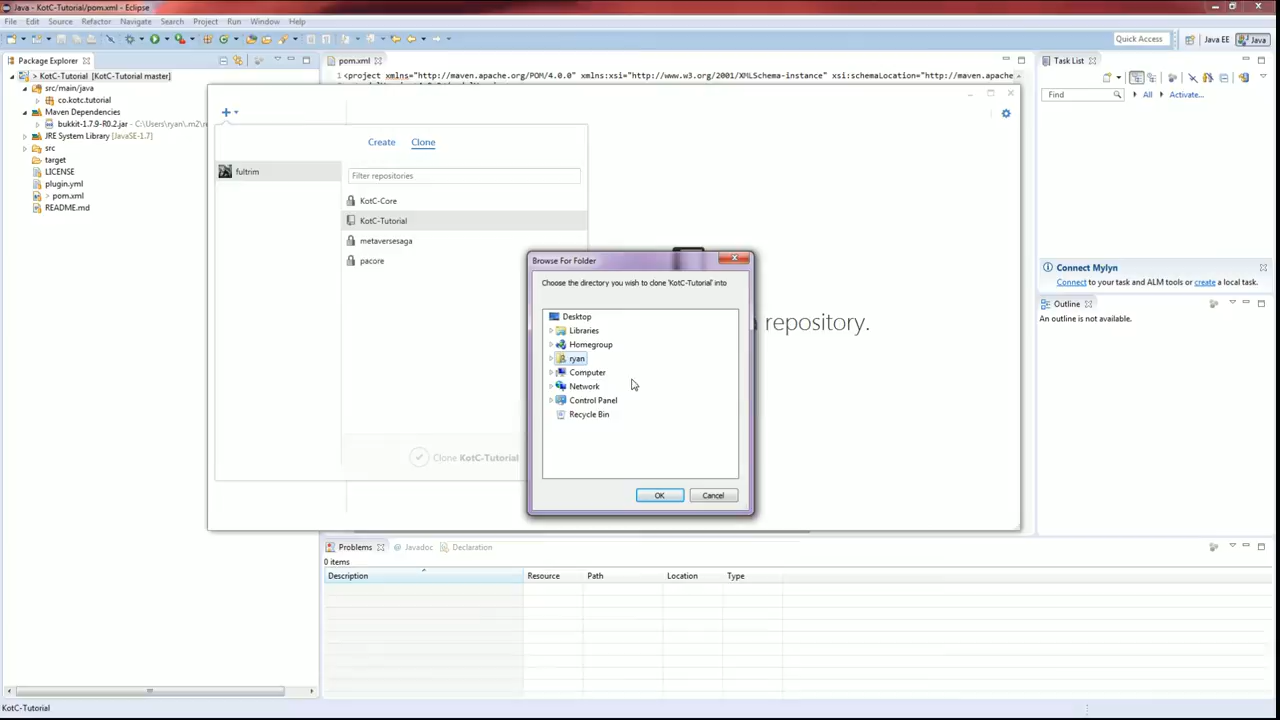 Java - KotC-Tutorial/pom.xml - Eclipse
File Edit Source Refactor Navigate Search Project Run Window Help
Quick Access Java EE Java
Package Explorer
pom.xml
Task List
> KotC-Tutorial [KotC-Tutorial master]
1 <project xmlns="http://maven.apache.org/POM/4.0.0" xmlns:xsi="http://www.w3.org/2001/XMLSchema-instance" xsi:schemaLocation="http://maven.apache
src/main/java
co.kotc.tutorial
Find All Activate...
Maven Dependencies
bukkit-1.7.9-R0.2.jar - C:\Users\ryan\.m2\re
JRE System Library [JavaSE-1.7]
src
target
LICENSE
plugin.yml
> pom.xml
README.md
Create Clone
fultrim
Filter repositories
KotC-Core
KotC-Tutorial
metaversesaga
pacore
Clone KotC-Tutorial
repository.
Browse For Folder
Choose the directory you wish to clone 'KotC-Tutorial' into
Desktop
Libraries
Homegroup
ryan
Computer
Network
Control Panel
Recycle Bin
OK Cancel
Connect Mylyn
Connect to your task and ALM tools or create a local task.
Outline
An outline is not available.
Problems @ Javadoc Declaration
0 items
Description Resource Path Location Type
KotC-Tutorial